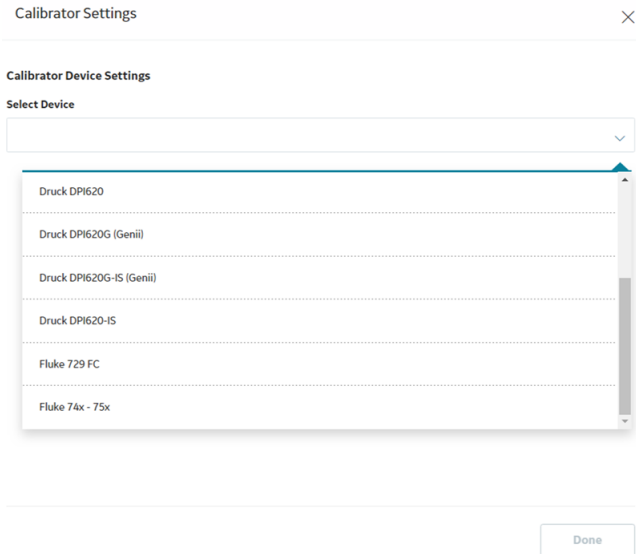 Calibrator Settings
Calibrator Device Settings
Select Device
Druck DPI620
Druck DPI620G (Genii)
Druck DPI620G-IS (Genii)
Druck DPI620-IS
Fluke 729 FC
Fluke 74x - 75x
Done